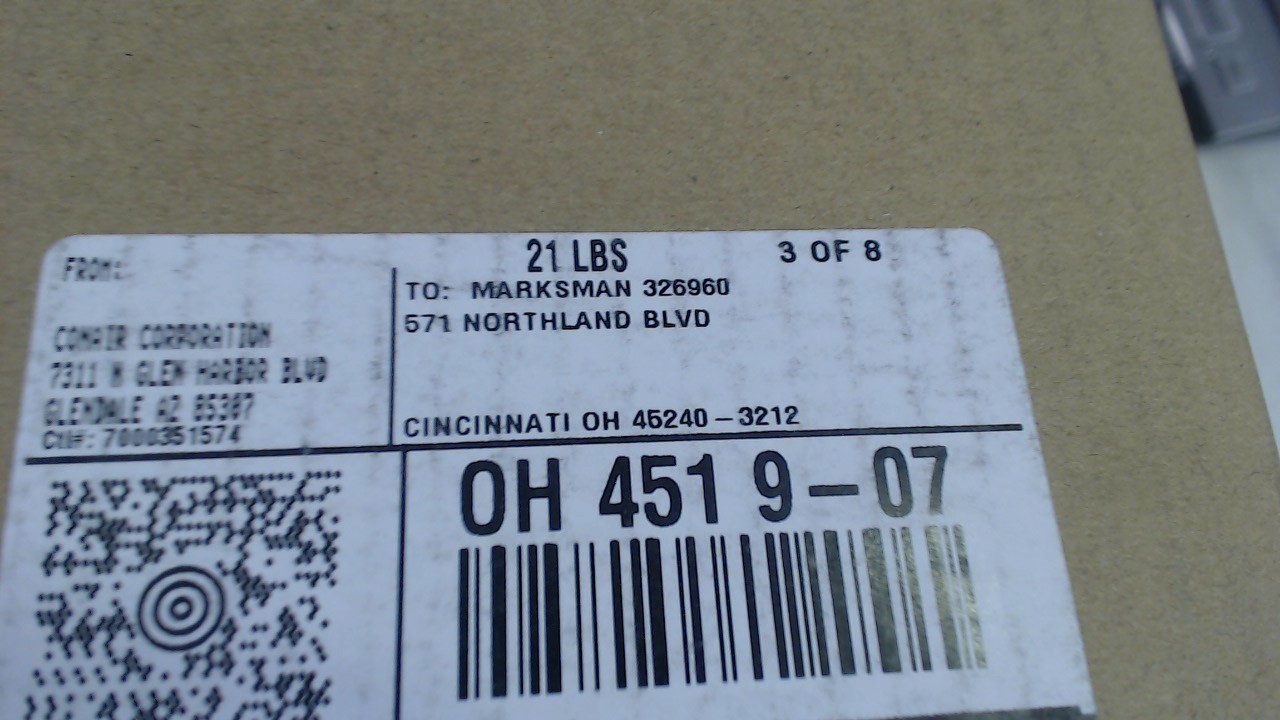 21 LBS 3 OF 8
FROM:
CONAIR CORPORATION
7311 N GLEN HARBOR BLVD
GLENDALE AZ 85307
Ctl#: 7000351574
TO: MARKSMAN 326960
571 NORTHLAND BLVD
CINCINNATI OH 45240-3212
OH 451 9-07